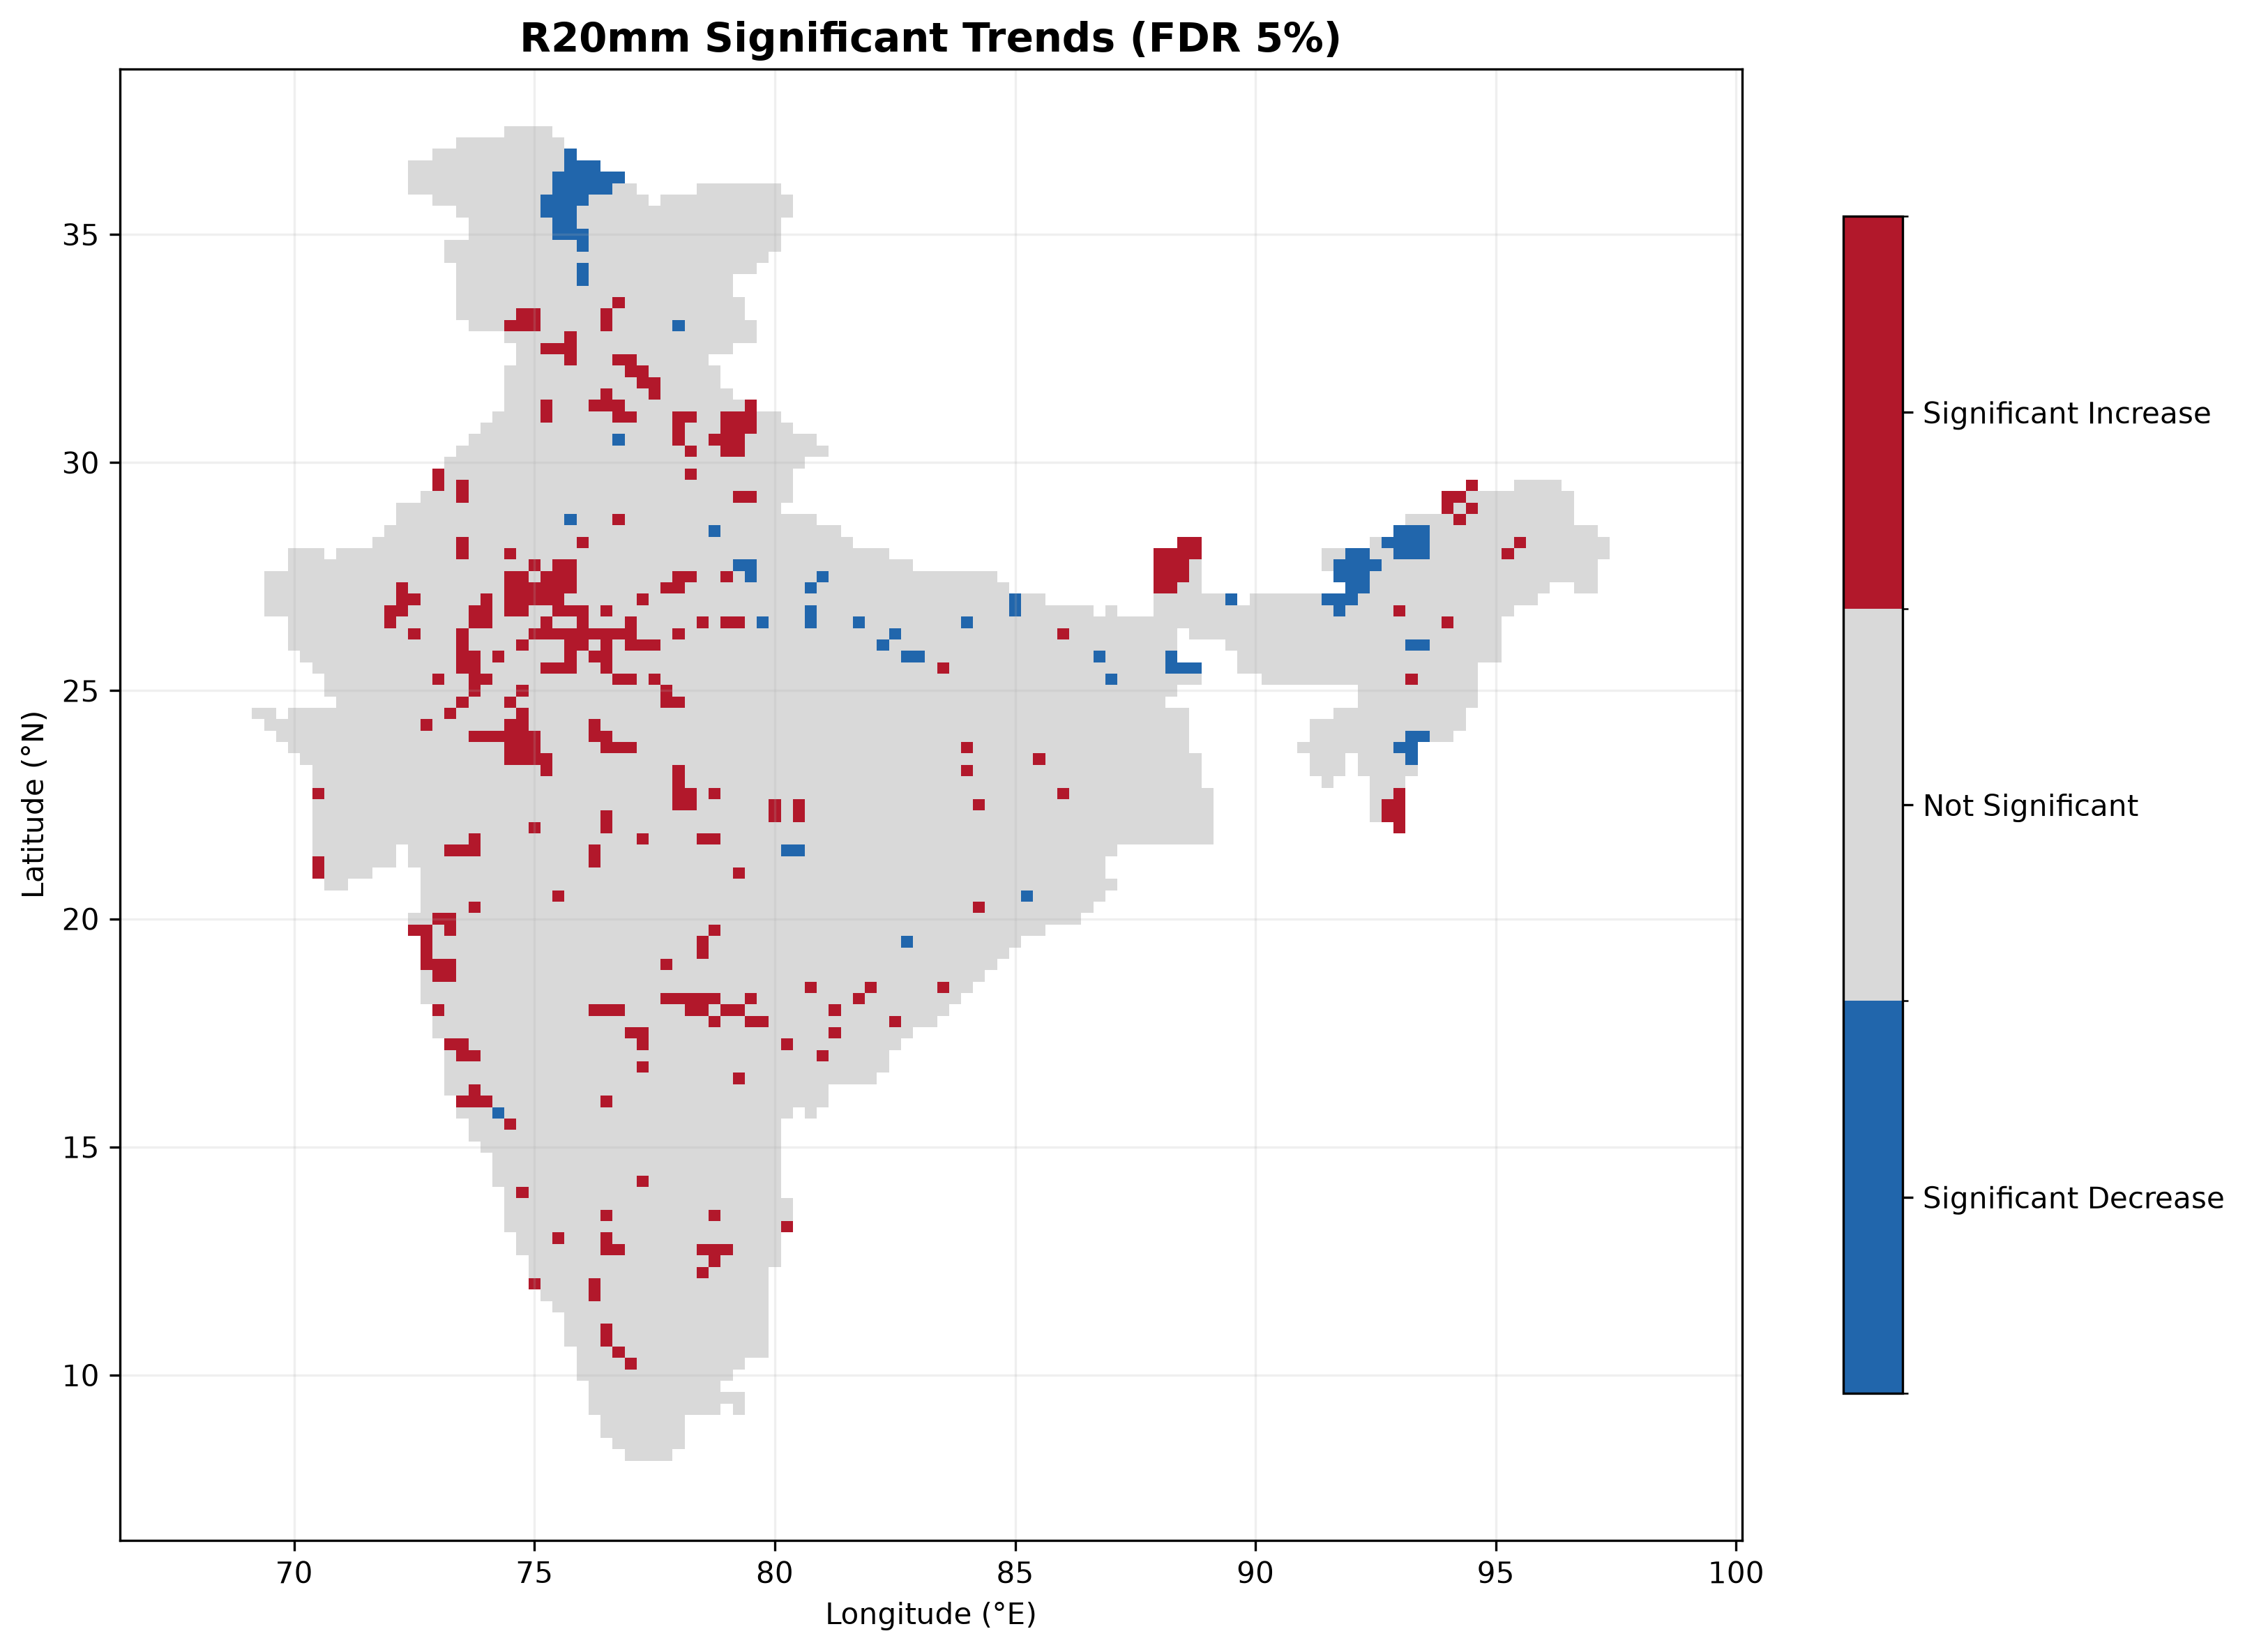 R20mm Significant Trends (FDR 5%)
35
30
25
20
15
10
Latitude (°N)
70 75 80 85 90 95 100
Longitude (°E)
Significant Increase
Not Significant
Significant Decrease